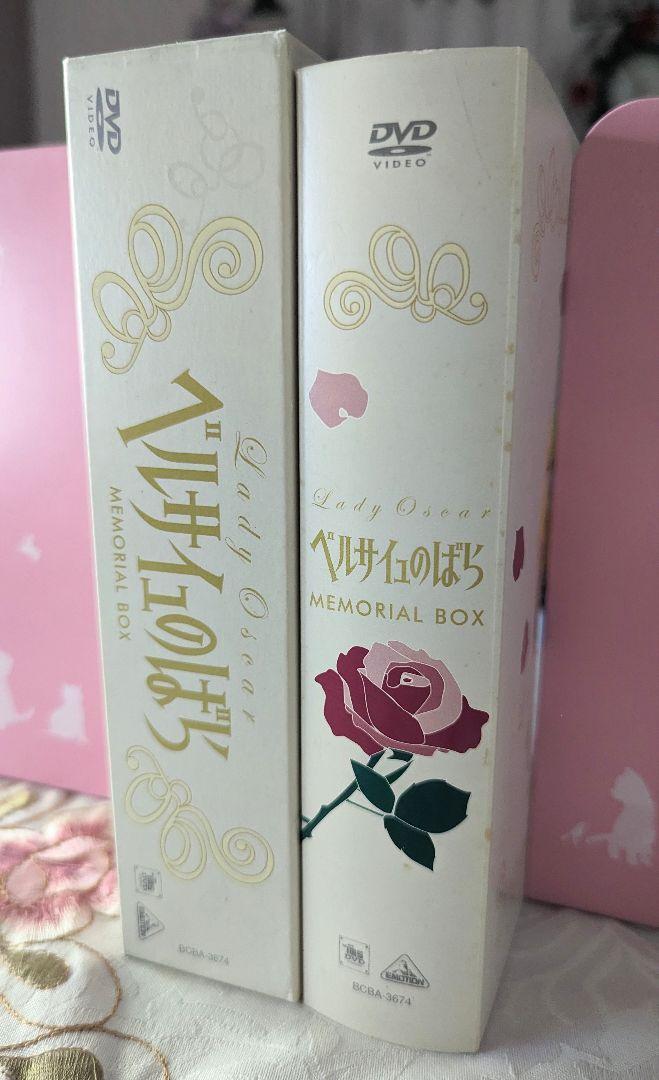 DVD
VIDEO
Lady Oscar
ベルサイユのばら
MEMORIAL BOX
EMOTION
BCBA-3674
DVD
VIDEO
Lady Oscar
ベルサイユのばら
MEMORIAL BOX
EMOTION
BCBA-3674